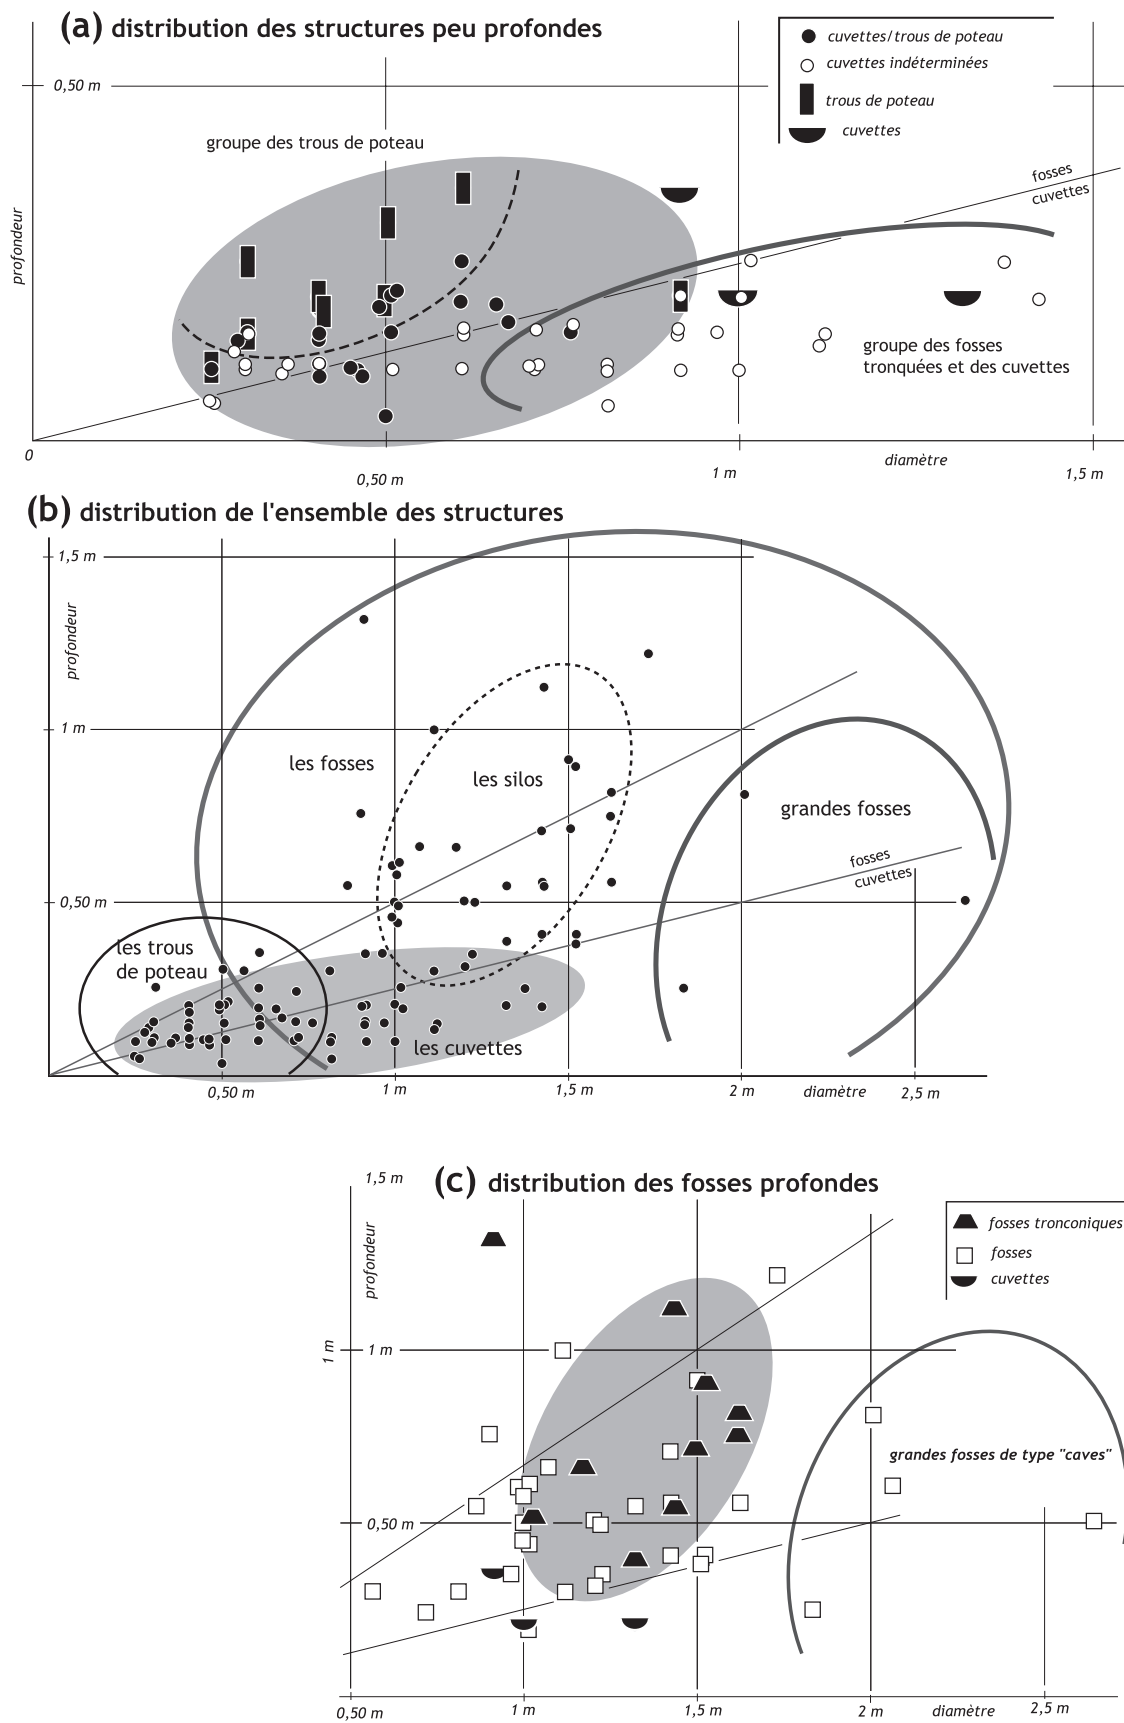 (a) distribution des structures peu profondes
cuvettes/trous de poteau
cuvettes indéterminées
trous de poteau
cuvettes
0,50 m
groupe des trous de poteau
profondeur
fosses
cuvettes
groupe des fosses
tronquées et des cuvettes
0
0,50 m
1 m
diamètre
1,5 m
(b) distribution de l'ensemble des structures
1,5 m
profondeur
1 m
les fosses
les silos
grandes fosses
fosses
cuvettes
0,50 m
les trous
de poteau
les cuvettes
0,50 m
1 m
1,5 m
2 m
diamètre
2,5 m
(c) distribution des fosses profondes
1,5 m
profondeur
fosses tronconiques
fosses
cuvettes
1 m
1 m
grandes fosses de type "caves"
0,50 m
0,50 m
1 m
1,5 m
2 m
diamètre
2,5 m